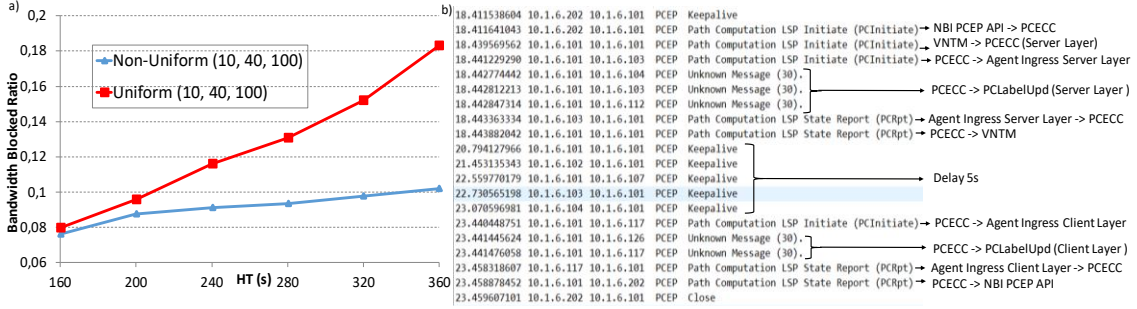 a)
Bandwidth Blocked Ratio
0,2
0,18
0,16
0,14
0,12
0,1
0,08
0,06
Non-Uniform (10, 40, 100)
Uniform (10, 40, 100)
160 200 240 280 320 360
HT (s)
b)
18.411538604 10.1.6.202 10.1.6.101 PCEP Keepalive
18.411641043 10.1.6.202 10.1.6.101 PCEP Path Computation LSP Initiate (PCInitiate) NBI PCEP API -> PCECC
18.439569562 10.1.6.101 10.1.6.101 PCEP Path Computation LSP Initiate (PCInitiate) VNTM -> PCECC (Server Layer)
18.441229290 10.1.6.101 10.1.6.103 PCEP Path Computation LSP Initiate (PCInitiate) PCECC -> Agent Ingress Server Layer
18.442774442 10.1.6.101 10.1.6.104 PCEP Unknown Message (30).
18.442812213 10.1.6.101 10.1.6.103 PCEP Unknown Message (30). PCECC -> PCLabelUpd (Server Layer )
18.442847314 10.1.6.101 10.1.6.112 PCEP Unknown Message (30).
18.443363334 10.1.6.103 10.1.6.101 PCEP Path Computation LSP State Report (PCRpt) Agent Ingress Server Layer -> PCECC
18.443882042 10.1.6.101 10.1.6.101 PCEP Path Computation LSP State Report (PCRpt) PCECC -> VNTM
20.794127966 10.1.6.101 10.1.6.101 PCEP Keepalive
21.453135343 10.1.6.102 10.1.6.101 PCEP Keepalive
22.559770179 10.1.6.101 10.1.6.107 PCEP Keepalive Delay 5s
22.730565198 10.1.6.103 10.1.6.101 PCEP Keepalive
23.070596981 10.1.6.104 10.1.6.101 PCEP Keepalive
23.440448751 10.1.6.101 10.1.6.117 PCEP Path Computation LSP Initiate (PCInitiate) PCECC -> Agent Ingress Client Layer
23.441445624 10.1.6.101 10.1.6.126 PCEP Unknown Message (30).
23.441476058 10.1.6.101 10.1.6.117 PCEP Unknown Message (30). PCECC -> PCLabelUpd (Client Layer )
23.458318607 10.1.6.117 10.1.6.101 PCEP Path Computation LSP State Report (PCRpt) Agent Ingress Client Layer -> PCECC
23.458878452 10.1.6.101 10.1.6.202 PCEP Path Computation LSP State Report (PCRpt) PCECC -> NBI PCEP API
23.459607101 10.1.6.202 10.1.6.101 PCEP Close